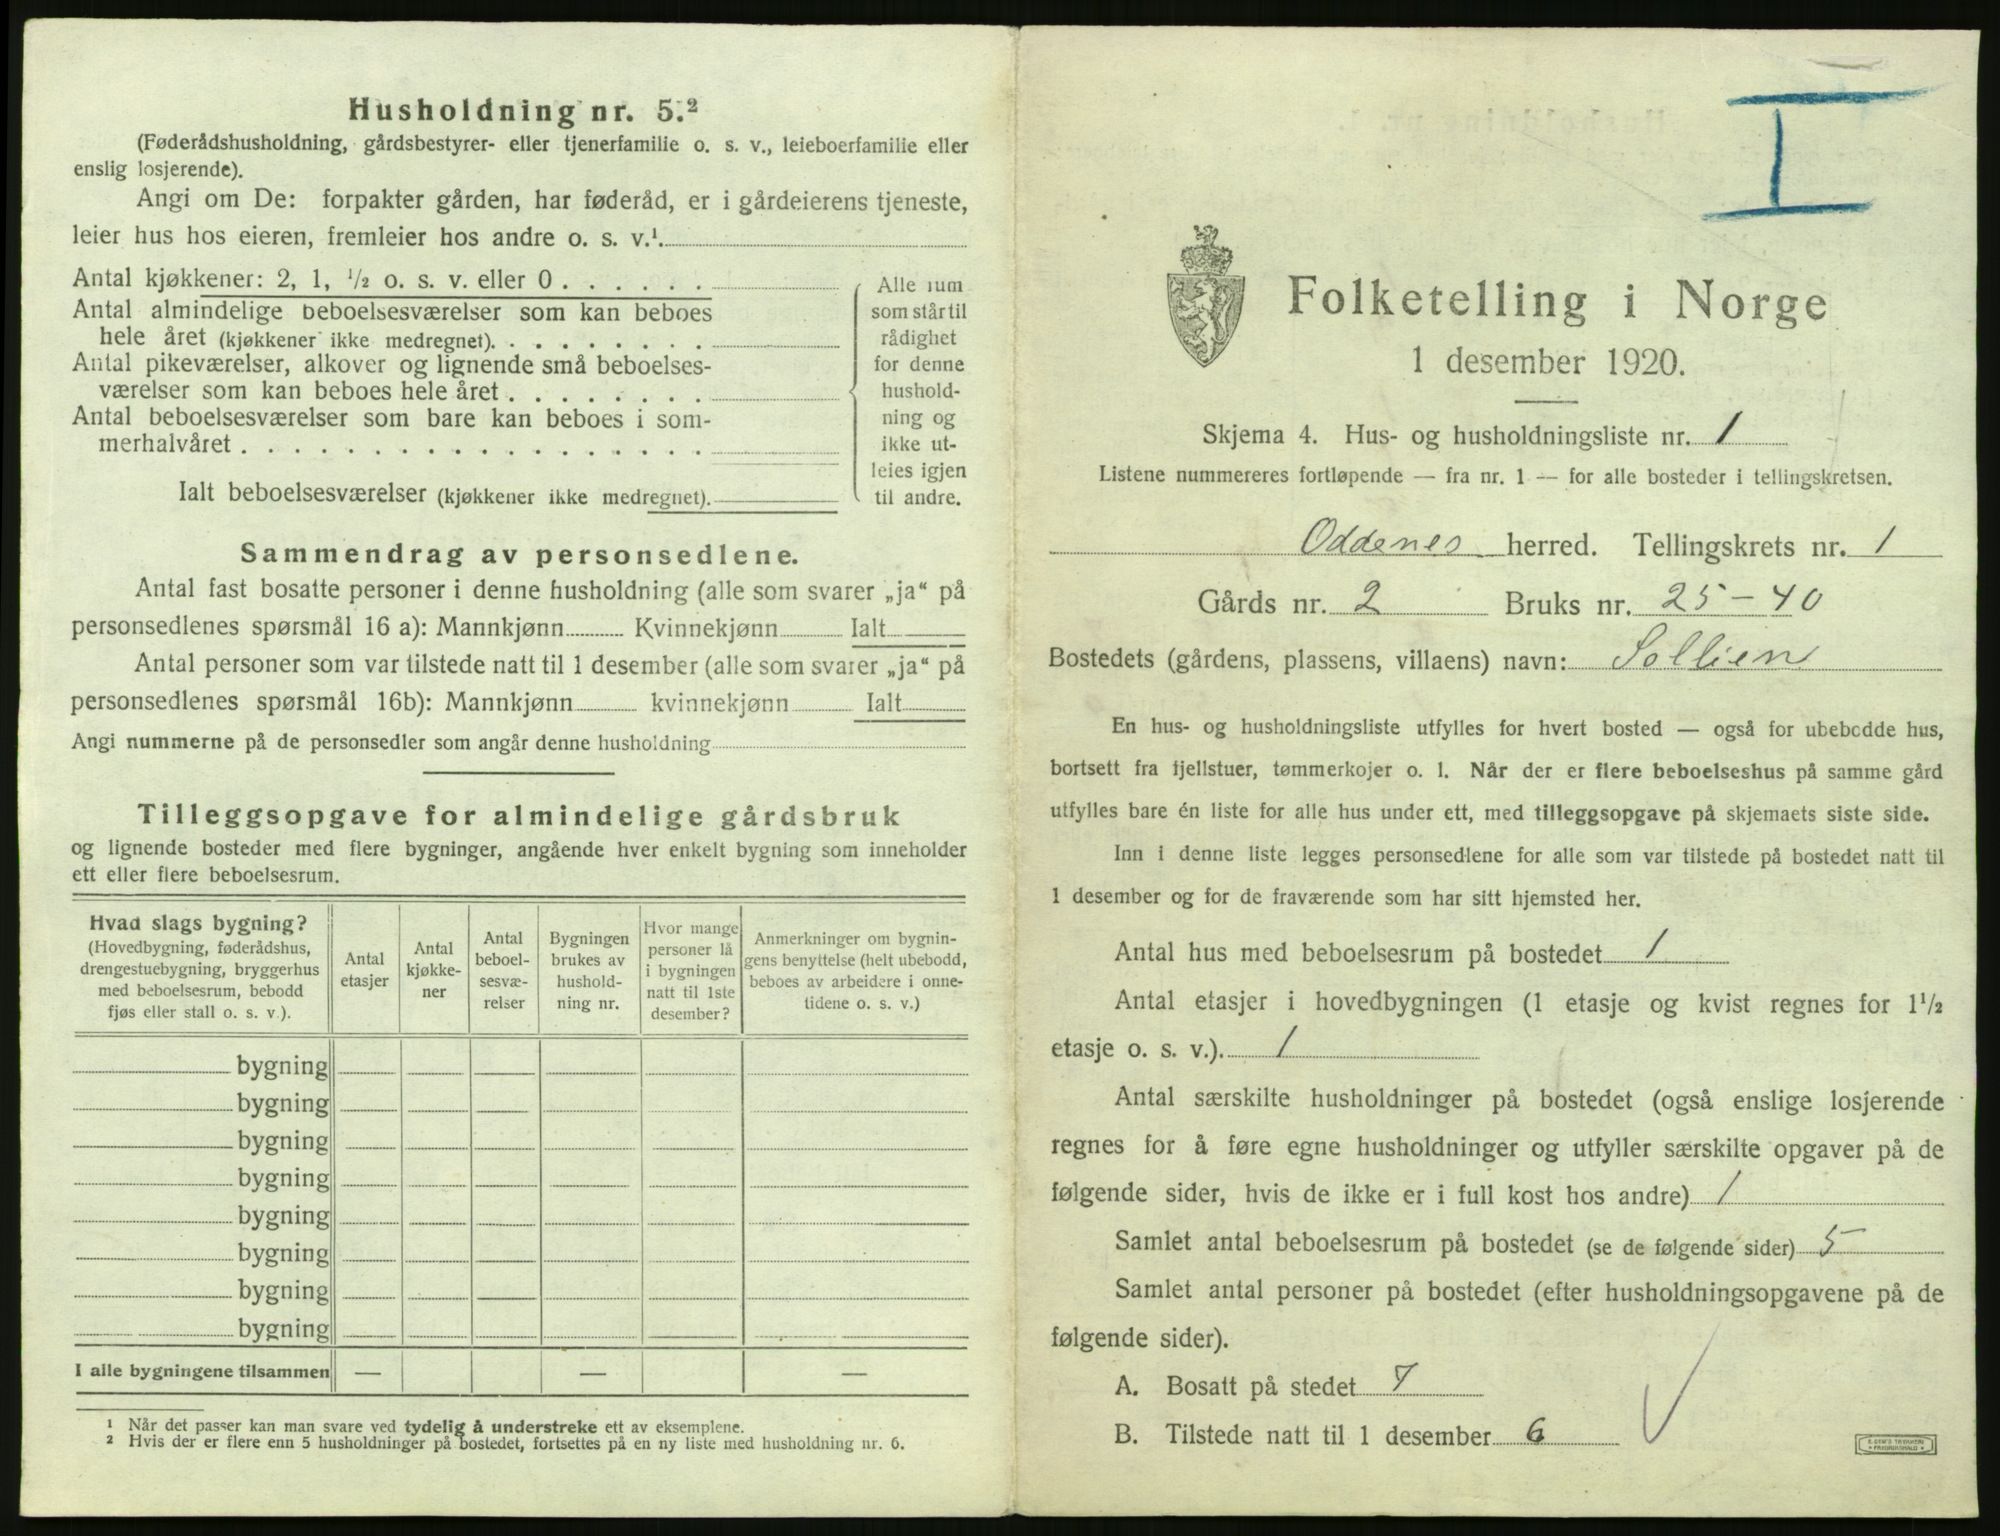 Husholdning nr. 5.²
(Føderådshusholdning, gårdsbestyrer- eller tjenerfamilie o. s. v., leieboerfamilie eller
enslig losjerende).
Angi om De: forpakter gården, har føderåd, er i gårdeierens tjeneste,
leier hus hos eieren, fremleier hos andre o. s. v.¹
Antal kjøkkener: 2, 1, ½ o. s. v. eller 0 . . . . . .
Antal almindelige beboelsesværelser som kan beboes
hele året (kjøkkener ikke medregnet). . . . . . . . .
Antal pikeværelser, alkover og lignende små beboelses-
værelser som kan beboes hele året . . . . . . . .
Antal beboelsesværelser som bare kan beboes i som-
merhalvåret . . . . . . . . . . . . . . . . . .
Ialt beboelsesværelser (kjøkkener ikke medregnet).
Alle rum
som står til
rådighet
for denne
hushold-
ning og
ikke ut-
leies igjen
til andre.
Sammendrag av personsedlene.
Antal fast bosatte personer i denne husholdning (alle som svarer „ja“ på
personsedlenes spørsmål 16 a): Mannkjønn Kvinnekjønn Ialt
Antal personer som var tilstede natt til 1 desember (alle som svarer „ja“ på
personsedlenes spørsmål 16b): Mannkjønn kvinnekjønn Ialt
Angi nummerne på de personsedler som angår denne husholdning
Tilleggsopgave for almindelige gårdsbruk
og lignende bosteder med flere bygninger, angående hver enkelt bygning som inneholder
ett eller flere beboelsesrum.
Hvad slags bygning?
(Hovedbygning, føderådshus,
drengestuebygning, bryggerhus
med beboelsesrum, bebodd
fjøs eller stall o. s. v.).
Antal
etasjer
Antal
kjøkke-
ner
Antal
beboel-
sesvæ-
relser
Bygningen
brukes av
hushold-
ning nr.
Hvor mange
personer lå
i bygningen
natt til 1ste
desember?
Anmerkninger om bygnin-
gens benyttelse (helt ubebodd,
beboes av arbeidere i onne-
tidene o. s. v.)
bygning
bygning
bygning
bygning
bygning
bygning
bygning
bygning
I alle bygningene tilsammen — — —
¹ Når det passer kan man svare ved tydelig å understreke ett av eksemplene.
² Hvis der er flere enn 5 husholdninger på bostedet, fortsettes på en ny liste med husholdning nr. 6.
I
Folketelling i Norge
1 desember 1920.
Skjema 4. Hus- og husholdningsliste nr. 1
Listene nummereres fortløpende — fra nr. 1 — for alle bosteder i tellingskretsen.
Oddenes herred. Tellingskrets nr. 1
Gårds nr. 2 Bruks nr. 25-40
Bostedets (gårdens, plassens, villaens) navn: Sollien
En hus- og husholdningsliste utfylles for hvert bosted — også for ubebodde hus,
bortsett fra fjellstuer, tømmerkojer o. l. Når der er flere beboelseshus på samme gård
utfylles bare én liste for alle hus under ett, med tilleggsopgave på skjemaets siste side.
Inn i denne liste legges personsedlene for alle som var tilstede på bostedet natt til
1 desember og for de fraværende som har sitt hjemsted her.
Antal hus med beboelsesrum på bostedet 1
Antal etasjer i hovedbygningen (1 etasje og kvist regnes for 1½
etasje o. s. v.). 1
Antal særskilte husholdninger på bostedet (også enslige losjerende
regnes for å føre egne husholdninger og utfyller særskilte opgaver på de
følgende sider, hvis de ikke er i full kost hos andre) 1
Samlet antal beboelsesrum på bostedet (se de følgende sider) 5
Samlet antal personer på bostedet (efter husholdningsopgavene på de
følgende sider).
A. Bosatt på stedet 7
B. Tilstede natt til 1 desember 6